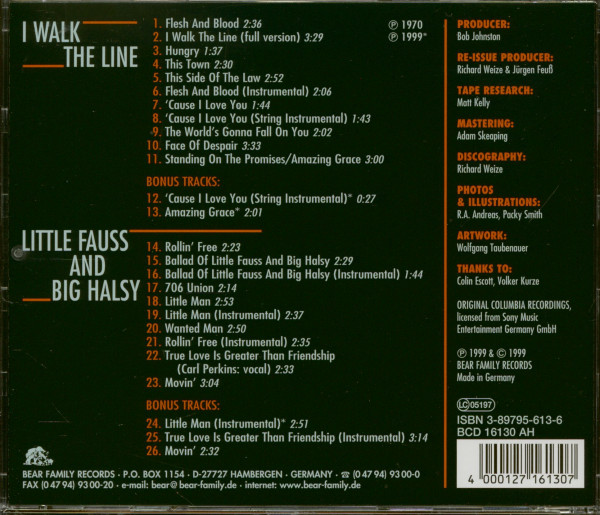 I WALK
THE LINE
1. Flesh And Blood 2:36
2. I Walk The Line (full version) 3:29
3. Hungry 1:37
4. This Town 2:30
5. This Side Of The Law 2:52
6. Flesh And Blood (Instrumental) 2:06
7. 'Cause I Love You 1:44
8. 'Cause I Love You (String Instrumental) 1:43
9. The World's Gonna Fall On You 2:02
10. Face Of Despair 3:33
11. Standing On The Promises/Amazing Grace 3:00
℗ 1970
℗ 1999*
BONUS TRACKS:
12. 'Cause I Love You (String Instrumental)* 0:27
13. Amazing Grace* 2:01
LITTLE FAUSS
AND
BIG HALSY
14. Rollin' Free 2:23
15. Ballad Of Little Fauss And Big Halsy 2:29
16. Ballad Of Little Fauss And Big Halsy (Instrumental) 1:44
17. 706 Union 2:14
18. Little Man 2:53
19. Little Man (Instrumental) 2:37
20. Wanted Man 2:50
21. Rollin' Free (Instrumental) 2:35
22. True Love Is Greater Than Friendship
(Carl Perkins: vocal) 2:33
23. Movin' 3:04
BONUS TRACKS:
24. Little Man (Instrumental)* 2:51
25. True Love Is Greater Than Friendship (Instrumental) 3:14
26. Movin' 2:32
BEAR FAMILY RECORDS · P.O. BOX 1154 · D-27727 HAMBERGEN · GERMANY · ☎ (0 47 94) 93 00-0
FAX (0 47 94) 93 00-20 · e-mail: bear@bear-family.de · internet: www.bear-family.de
PRODUCER:
Bob Johnston
RE-ISSUE PRODUCER:
Richard Weize & Jürgen Feuß
TAPE RESEARCH:
Matt Kelly
MASTERING:
Adam Skeaping
DISCOGRAPHY:
Richard Weize
PHOTOS
& ILLUSTRATIONS:
R.A. Andreas, Packy Smith
ARTWORK:
Wolfgang Taubenauer
THANKS TO:
Colin Escott, Volker Kurze
ORIGINAL COLUMBIA RECORDINGS,
licensed from Sony Music
Entertainment Germany GmbH
℗ 1999 & © 1999
BEAR FAMILY RECORDS
Made in Germany
LC 05197
ISBN 3-89795-613-6
BCD 16130 AH
4 000127 161307